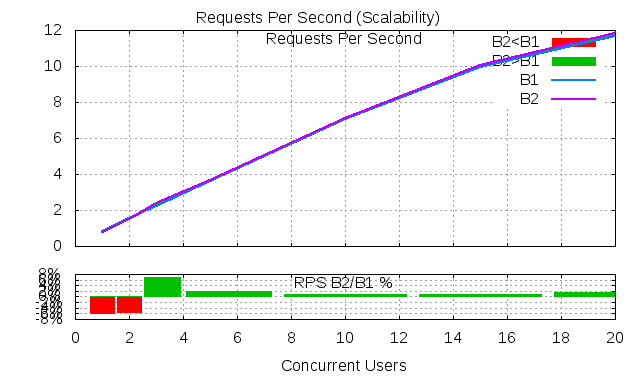 Requests Per Second (Scalability)
Requests Per Second
12
10
8
6
4
2
0
B2<B1
B2>B1
B1
B2
RPS B2/B1 %
8%
-8%
0
2
4
6
8
10
12
14
16
18
20
Concurrent Users